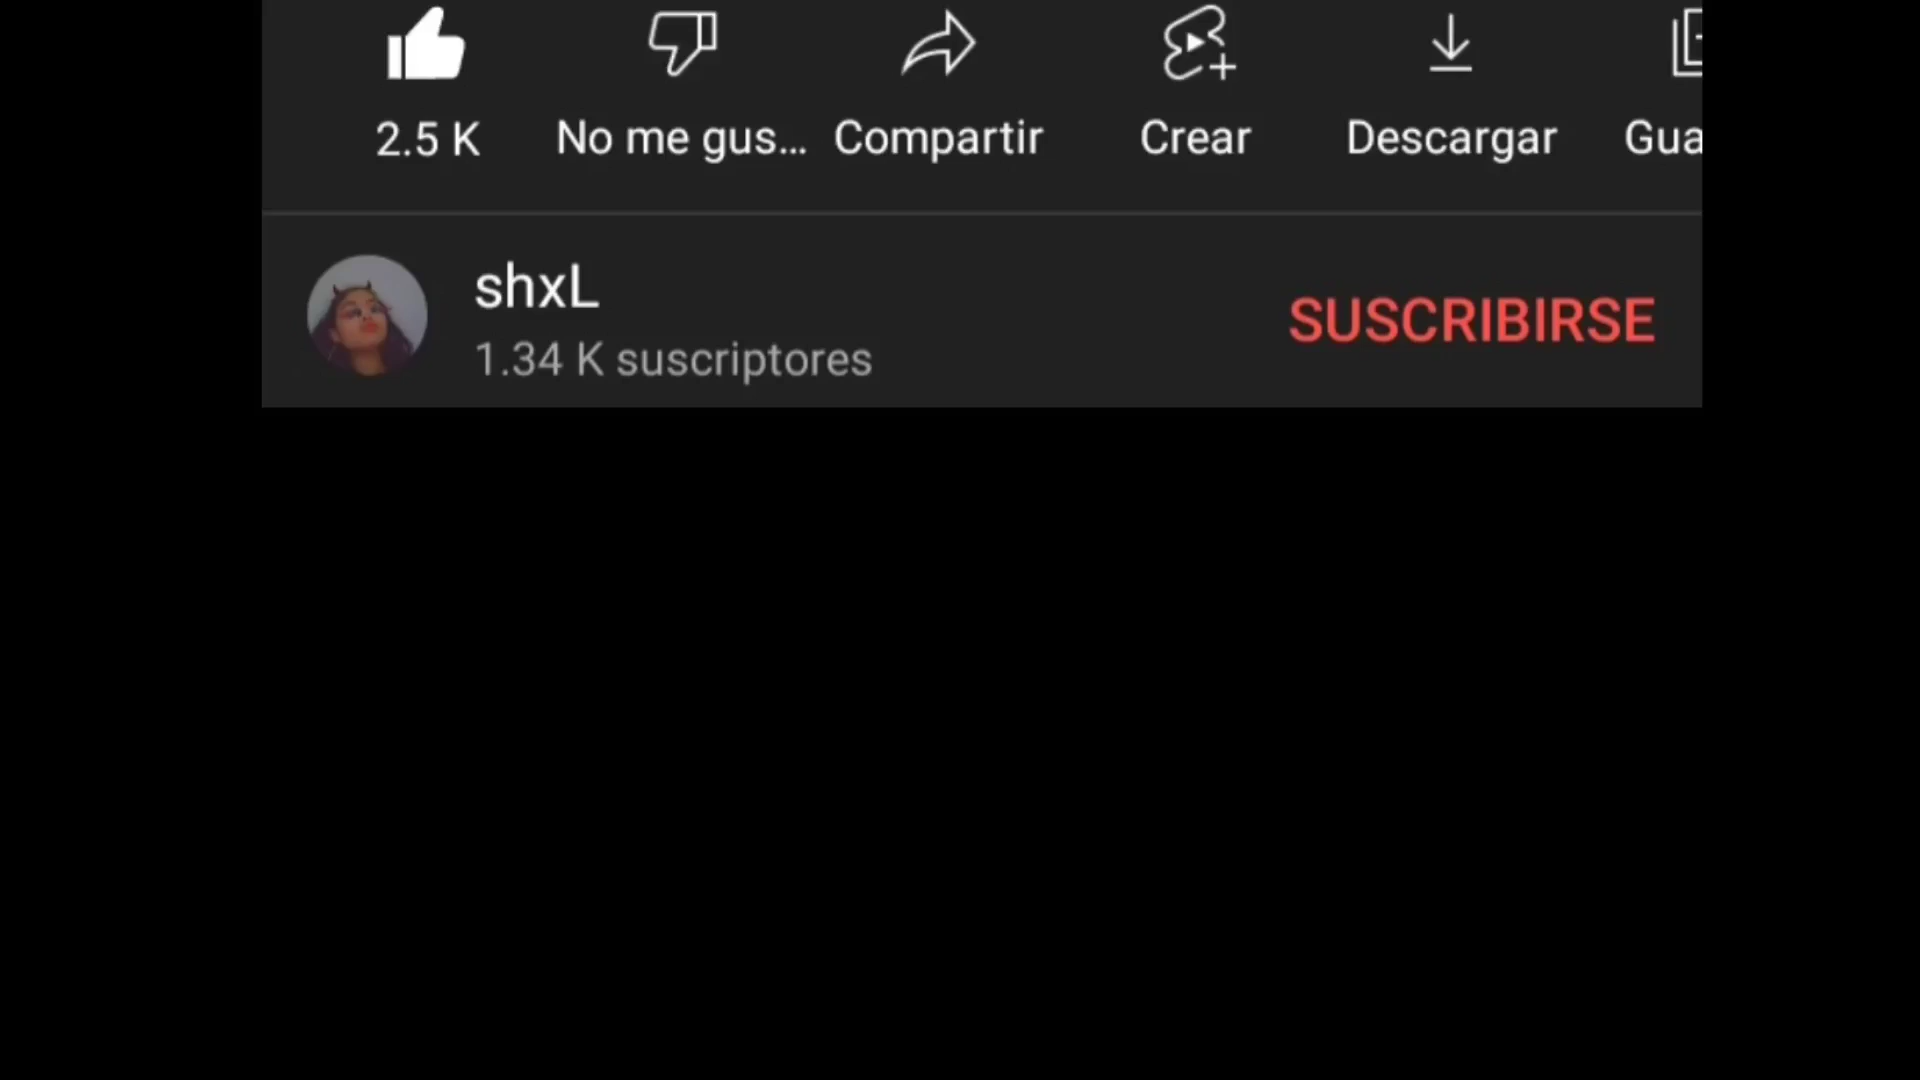 2.5 K No me gus... Compartir Crear Descargar Gua
shxL
1.34 K suscriptores
SUSCRIBIRSE